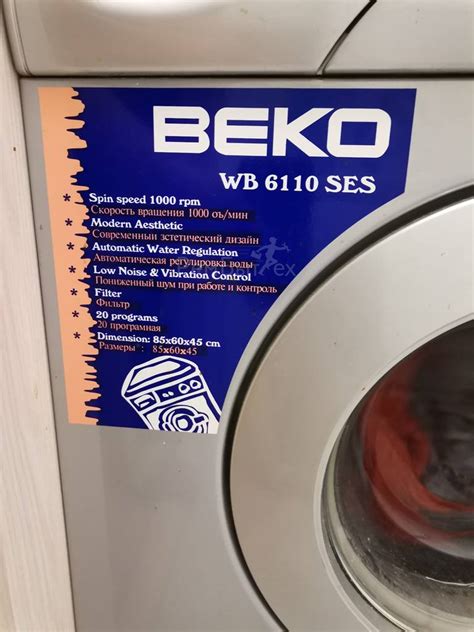 BEKO
WB 6110 SES
* Spin speed 1000 rpm
Скорость вращения 1000 оъ/мин
* Modern Aesthetic
Современный эстетический дизайн
* Automatic Water Regulation
Автоматическая регулировка воды
* Low Noise & Vibration Control
Пониженный шум при работе и контроль
* Filter
Фильтр
* 20 programs
20 програмная
* Dimension: 85x60x45 cm
Размеры : 85x60x45